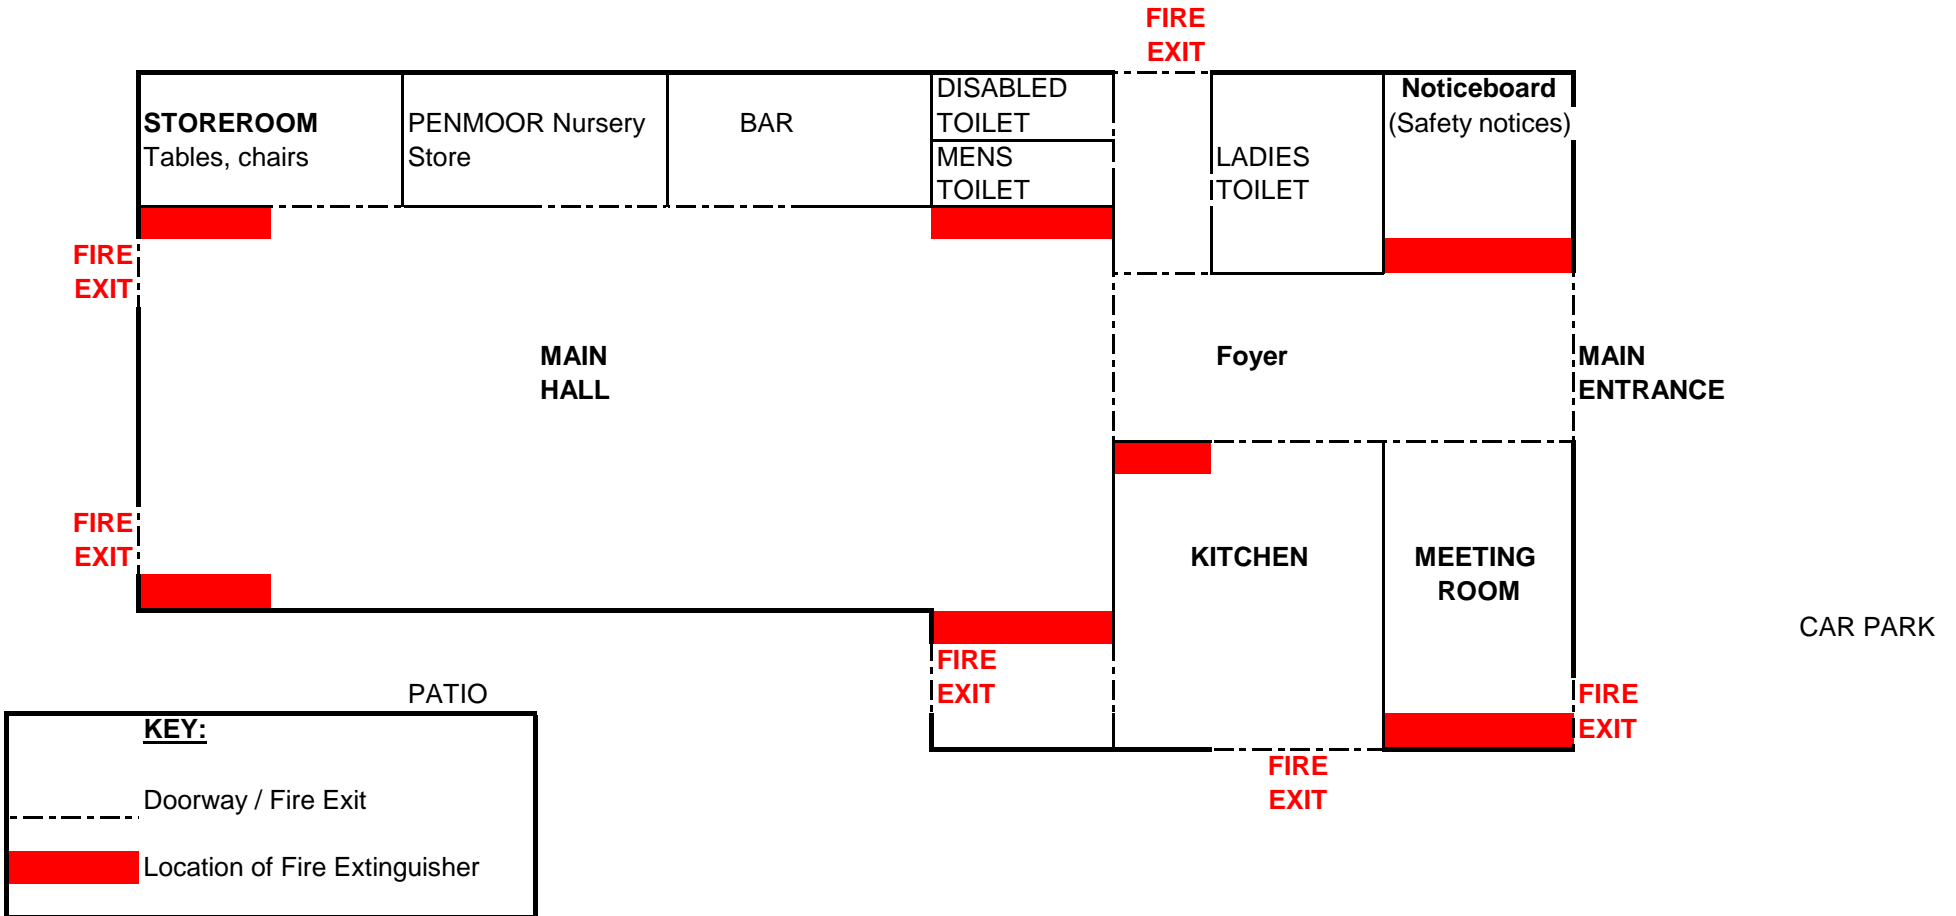 FIRE
EXIT
STOREROOM
Tables, chairs
PENMOOR Nursery
Store
BAR
DISABLED
TOILET
MENS
TOILET
LADIES
TOILET
Noticeboard
(Safety notices)
FIRE
EXIT
MAIN
HALL
Foyer
MAIN
ENTRANCE
FIRE
EXIT
KITCHEN
MEETING
ROOM
CAR PARK
FIRE
EXIT
PATIO
FIRE
EXIT
FIRE
EXIT
KEY:
Doorway / Fire Exit
Location of Fire Extinguisher